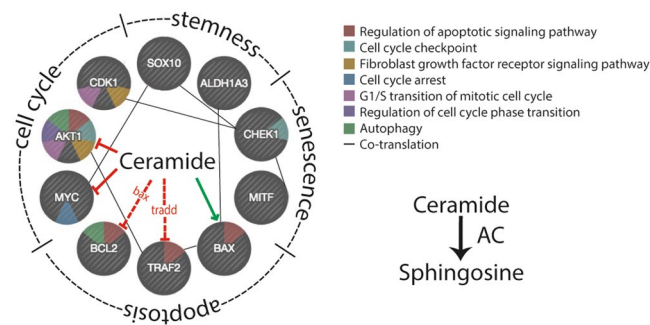 stemness
cell cycle
senescence
apoptosis
SOX10
CDK1
ALDH1A3
AKT1
CHEK1
Ceramide
MYC
MITF
bax
tradd
BCL2
BAX
TRAF2
Regulation of apoptotic signaling pathway
Cell cycle checkpoint
Fibroblast growth factor receptor signaling pathway
Cell cycle arrest
G1/S transition of mitotic cell cycle
Regulation of cell cycle phase transition
Autophagy
Co-translation
Ceramide
AC
Sphingosine